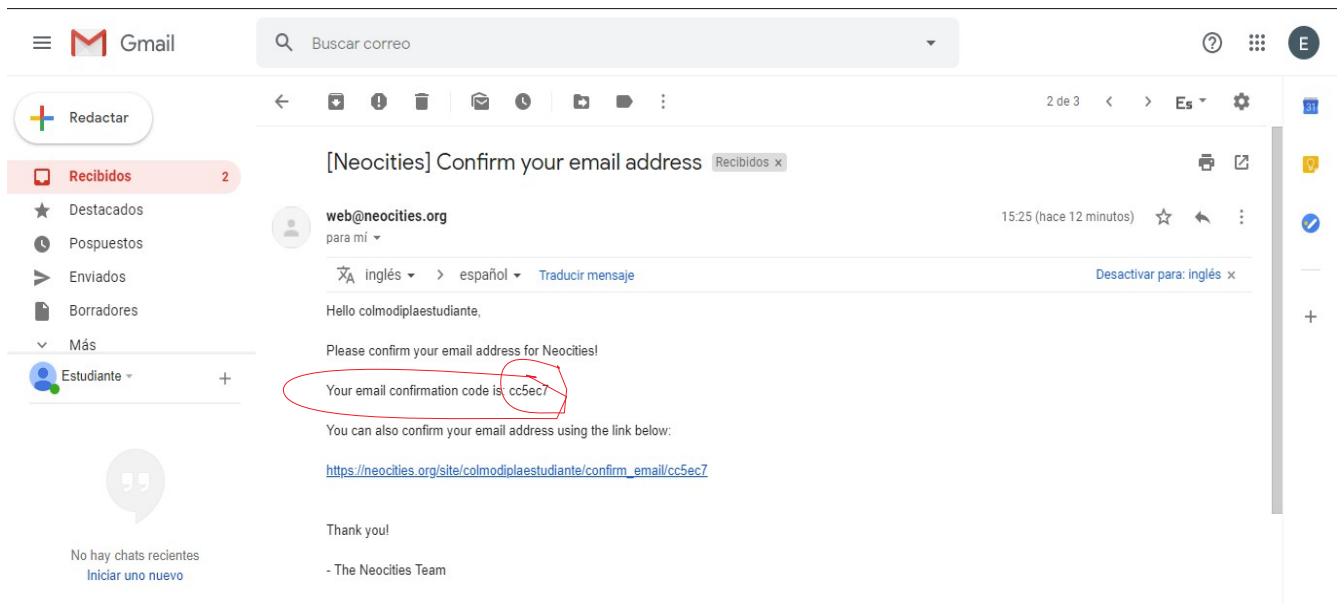 Gmail
Buscar correo
E
Redactar
2 de 3
Es
31
[Neocities] Confirm your email address
Recibidos x
Recibidos 2
Destacados
Pospuestos
Enviados
Borradores
Más
web@neocities.org
15:25 (hace 12 minutos)
para mí
inglés > español Traducir mensaje
Desactivar para: inglés x
Hello colmodiplaestudiante,
Please confirm your email address for Neocities!
Your email confirmation code is: cc5ec7
You can also confirm your email address using the link below:
https://neocities.org/site/colmodiplaestudiante/confirm_email/cc5ec7
Thank you!
- The Neocities Team
Estudiante
No hay chats recientes
Iniciar uno nuevo